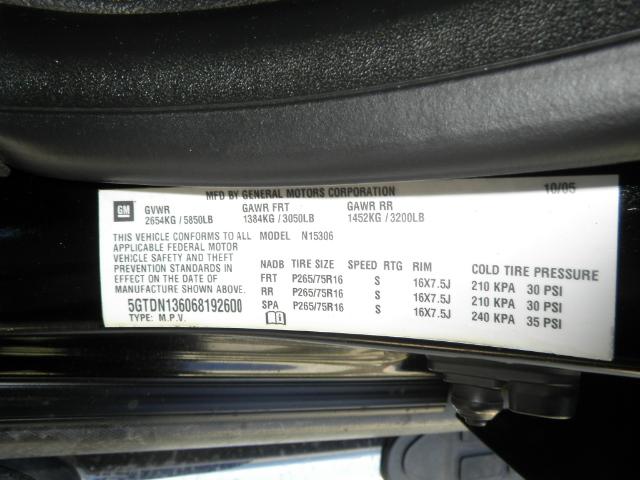 MFD BY GENERAL MOTORS CORPORATION 10/05
GM
GVWR GAWR FRT GAWR RR
2654KG / 5850LB 1384KG / 3050LB 1452KG / 3200LB
THIS VEHICLE CONFORMS TO ALL MODEL N15306
APPLICABLE FEDERAL MOTOR
VEHICLE SAFETY AND
THEFT PREVENTION STANDARDS
IN EFFECT ON THE DATE OF
MANUFACTURE SHOWN ABOVE.
5GTDN136068192600
TYPE: M.P.V.
NADB TIRE SIZE SPEED RTG RIM COLD TIRE PRESSURE
FRT P265/75R16 S 16X7.5J 210 KPA 30 PSI
RR P265/75R16 S 16X7.5J 210 KPA 30 PSI
SPA P265/75R16 S 16X7.5J 240 KPA 35 PSI